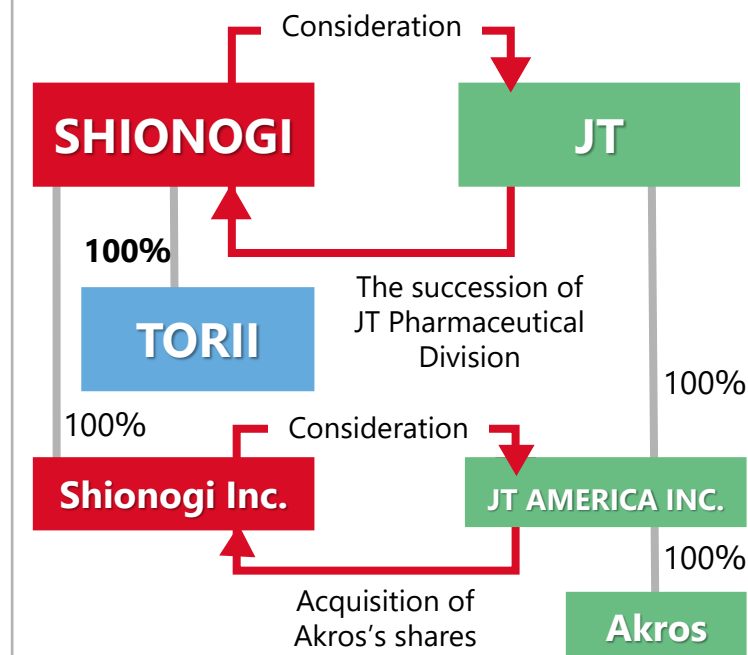 Consideration
SHIONOGI
JT
100%
The succession of
JT Pharmaceutical
Division
TORII
100%
100%
Consideration
Shionogi Inc.
JT AMERICA INC.
100%
Acquisition of
Akros's shares
Akros